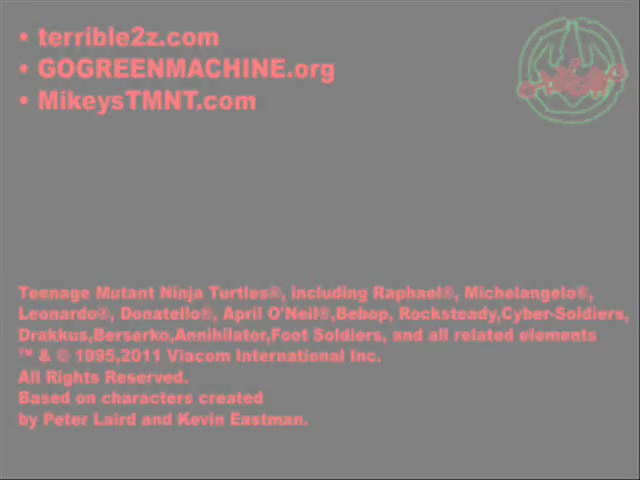 • terrible2z.com
• GOGREENMACHINE.org
• MikeysTMNT.com
Teenage Mutant Ninja Turtles®, including Raphael®, Michelangelo®,
Leonardo®, Donatello®, April O'Neil®,Bebop, Rocksteady,Cyber-Soldiers,
Drakkus,Berserko,Annihilator,Foot Soldiers, and all related elements
™ & © 1995,2011 Viacom International Inc.
All Rights Reserved.
Based on characters created
by Peter Laird and Kevin Eastman.